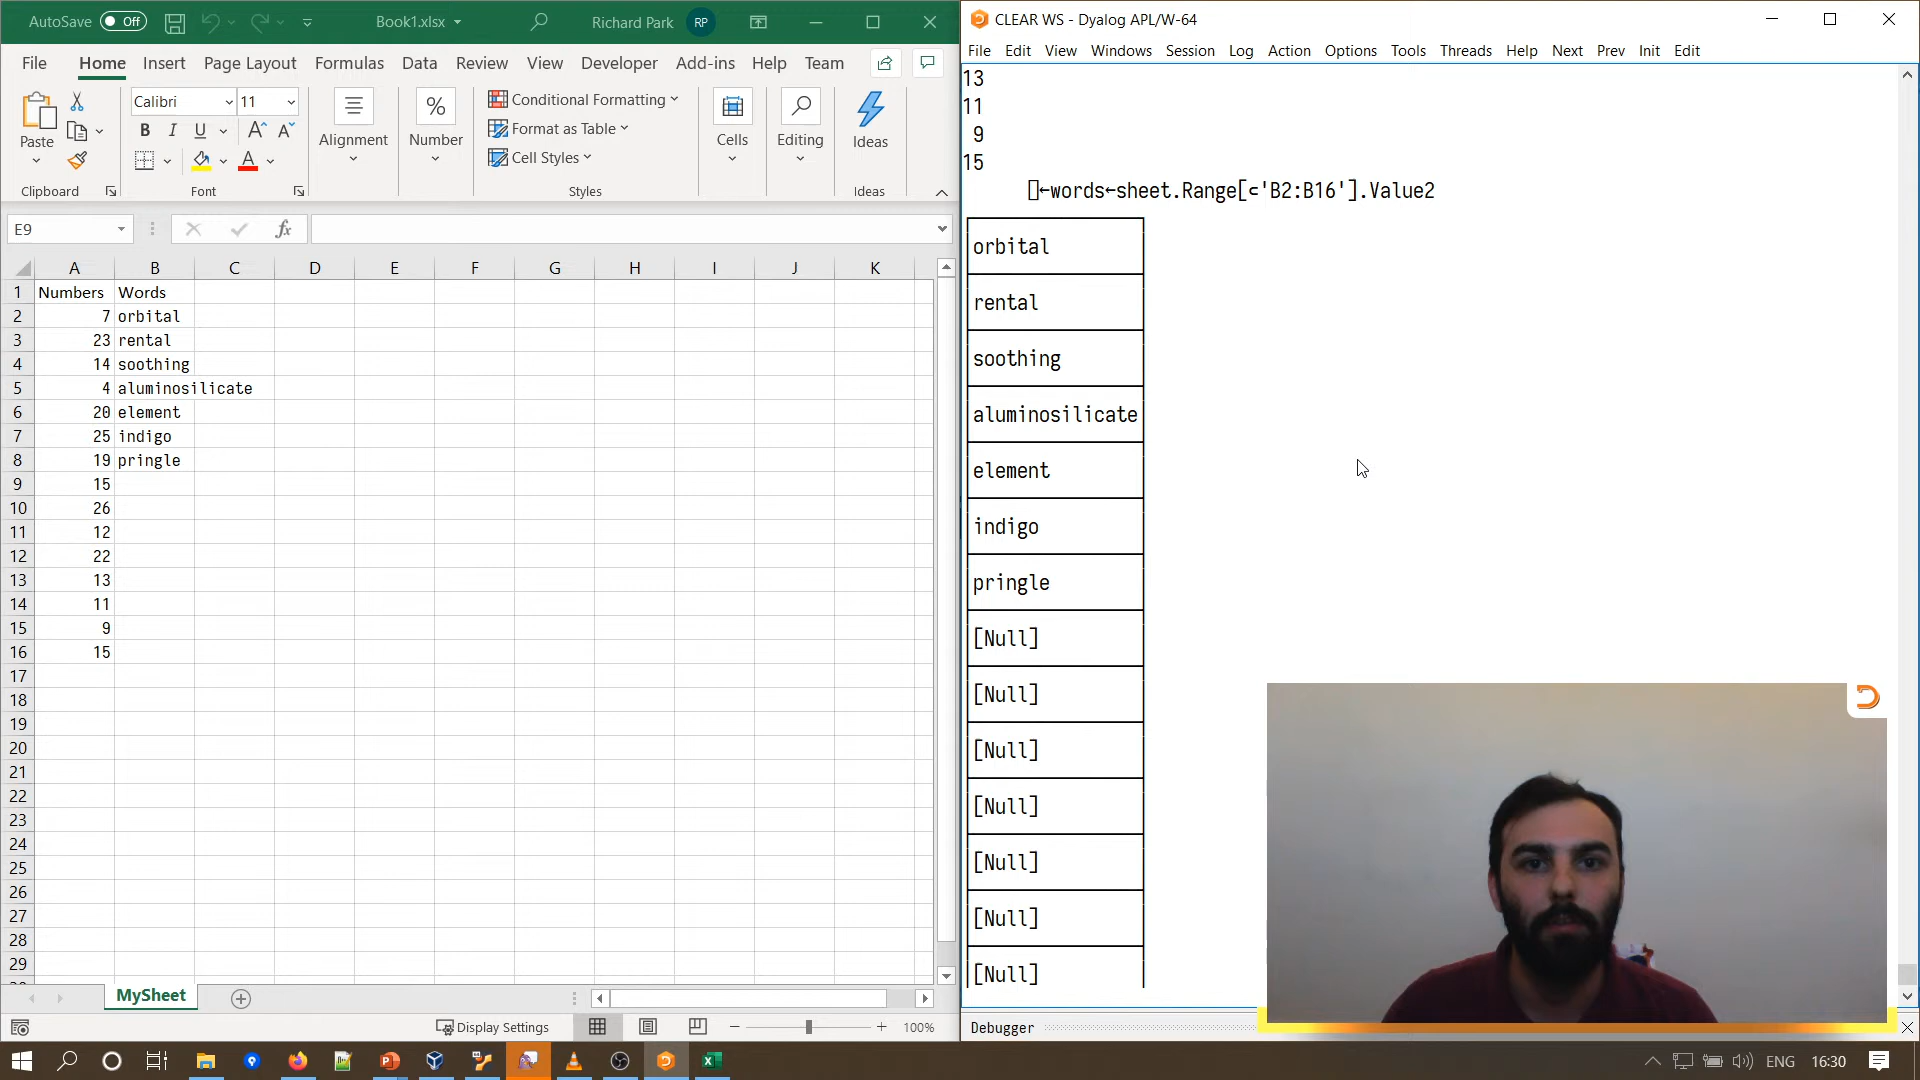 AutoSave Off Book1.xlsx Richard Park RP
File Home Insert Page Layout Formulas Data Review View Developer Add-ins Help Team
Paste
Calibri 11
B I U A A
A
Alignment
% Number
Conditional Formatting
Format as Table
Cell Styles
Cells
Editing
Ideas
Clipboard Font Styles Ideas
E9 fx
A B C D E F G H I J K
1 Numbers Words
2 7 orbital
3 23 rental
4 14 soothing
5 4 aluminosilicate
6 20 element
7 25 indigo
8 19 pringle
9 15
10 26
11 12
12 22
13 13
14 11
15 9
16 15
17
18
19
20
21
22
23
24
25
26
27
28
29
MySheet
Display Settings 100%
CLEAR WS - Dyalog APL/W-64
File Edit View Windows Session Log Action Options Tools Threads Help Next Prev Init Edit
13
11
9
15
⎕←words←sheet.Range[⊂'B2:B16'].Value2
orbital
rental
soothing
aluminosilicate
element
indigo
pringle
[Null]
[Null]
[Null]
[Null]
[Null]
[Null]
[Null]
Debugger
ENG 16:30